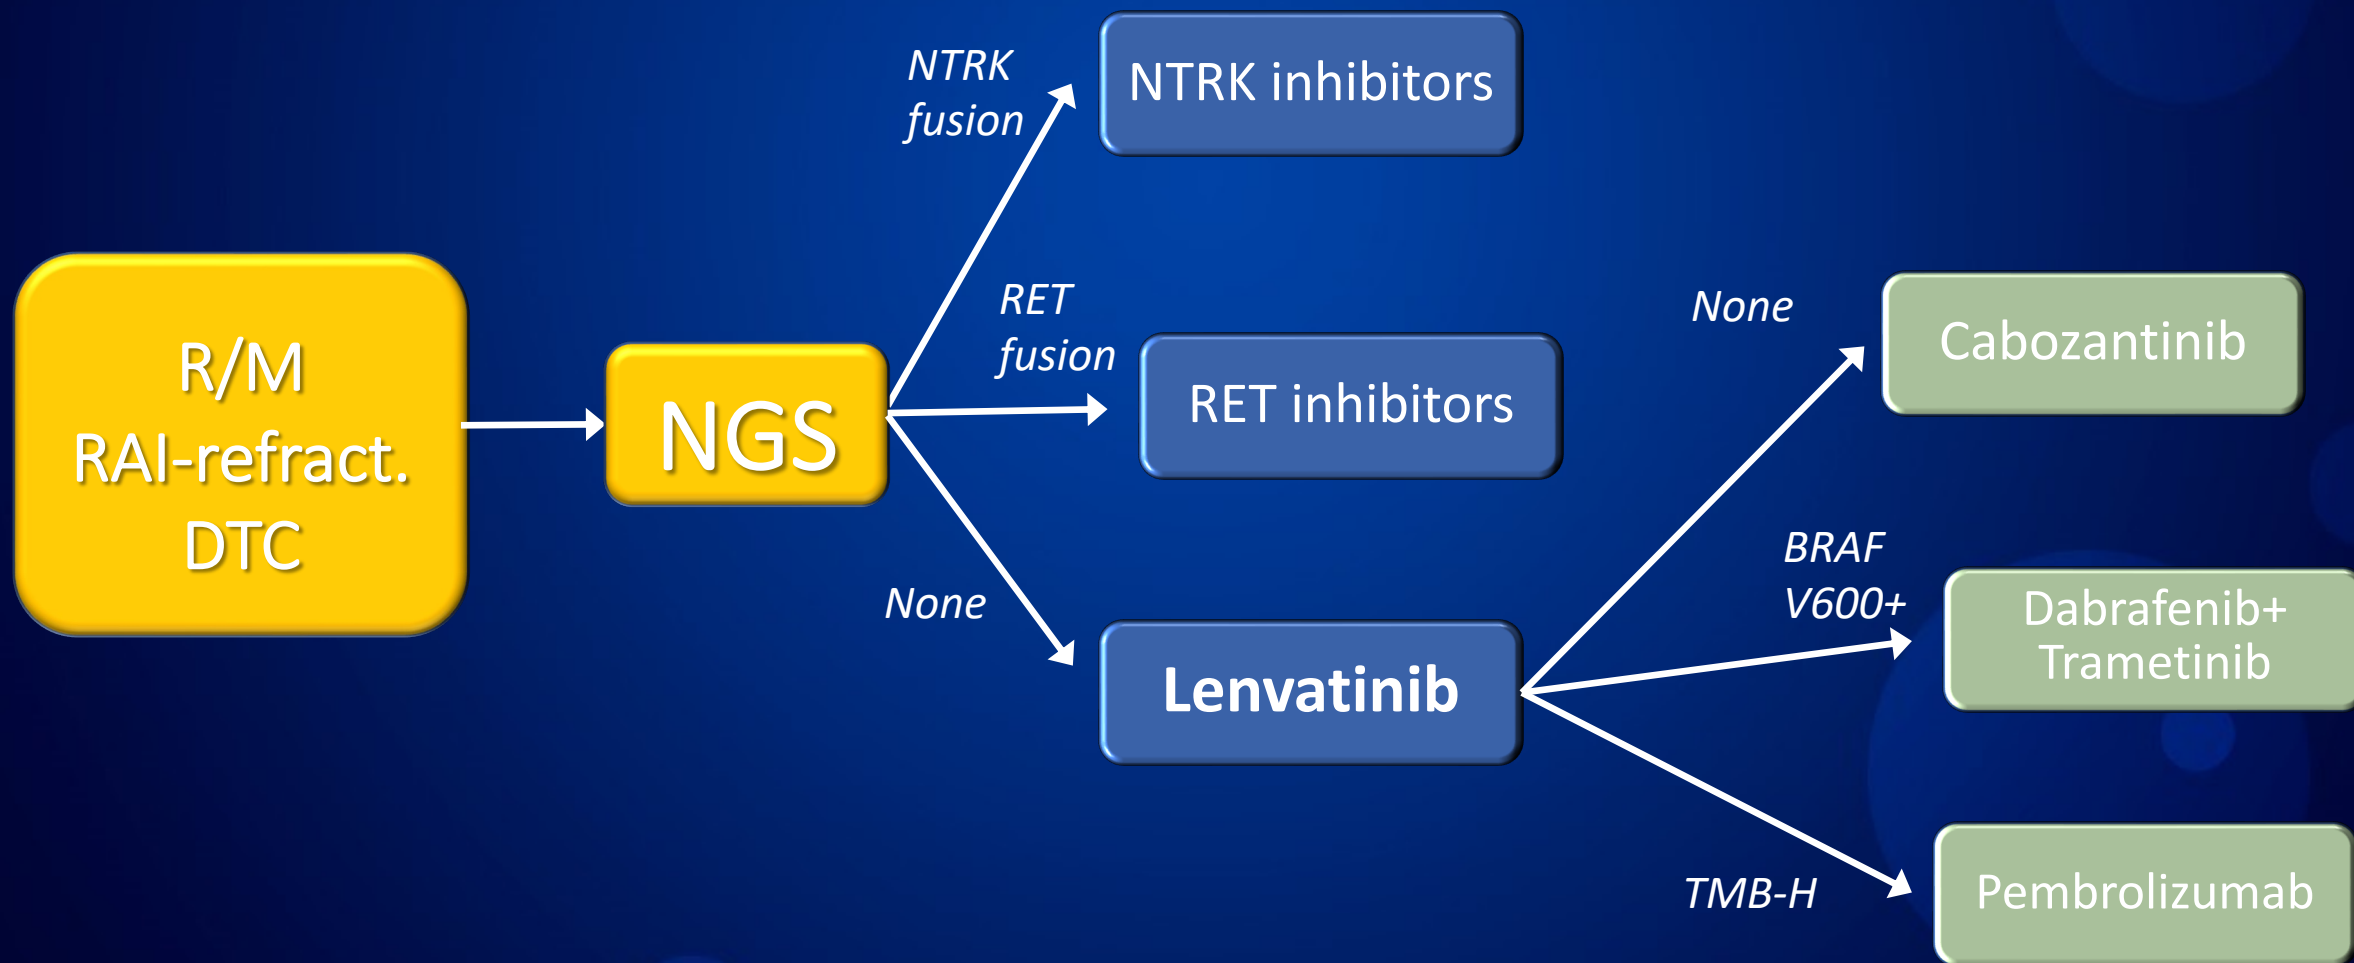 R/M
RAI-refract.
DTC
NGS
NTRK
fusion
NTRK inhibitors
RET
fusion
RET inhibitors
None
Lenvatinib
None
Cabozantinib
BRAF
V600+
Dabrafenib+
Trametinib
TMB-H
Pembrolizumab